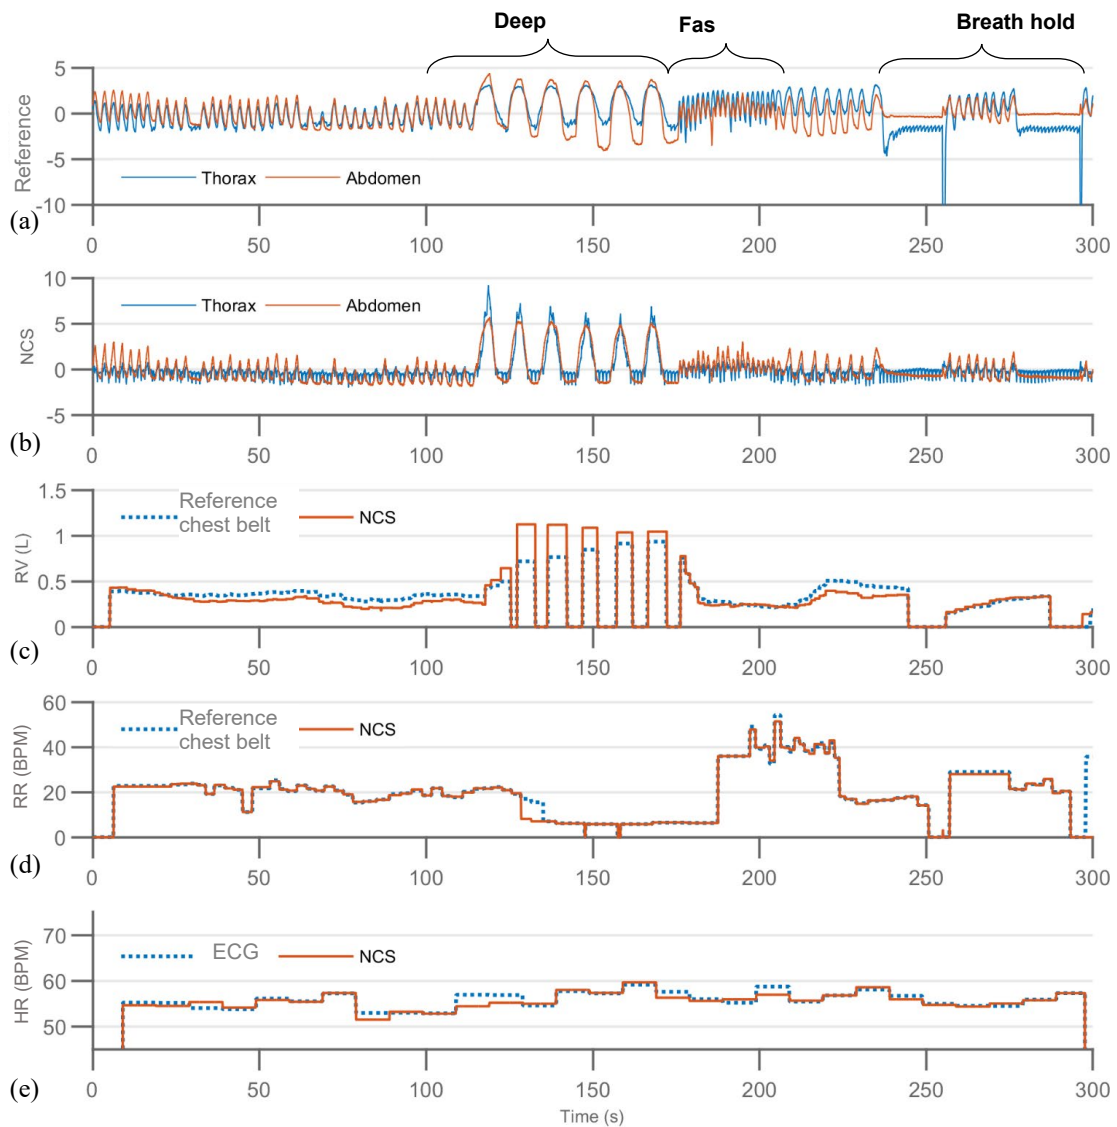 Deep Fas Breath hold
5
0
-5
-10
Reference
Thorax Abdomen
(a)
0 50 100 150 200 250 300
10
5
0
-5
NCS
Thorax Abdomen
(b)
0 50 100 150 200 250 300
1.5
1
0.5
0
RV (L)
Reference
chest belt
NCS
(c)
0 50 100 150 200 250 300
60
40
20
0
RR (BPM)
Reference
chest belt
NCS
(d)
0 50 100 150 200 250 300
70
60
50
HR (BPM)
ECG NCS
(e)
0 50 100 150 200 250 300
Time (s)